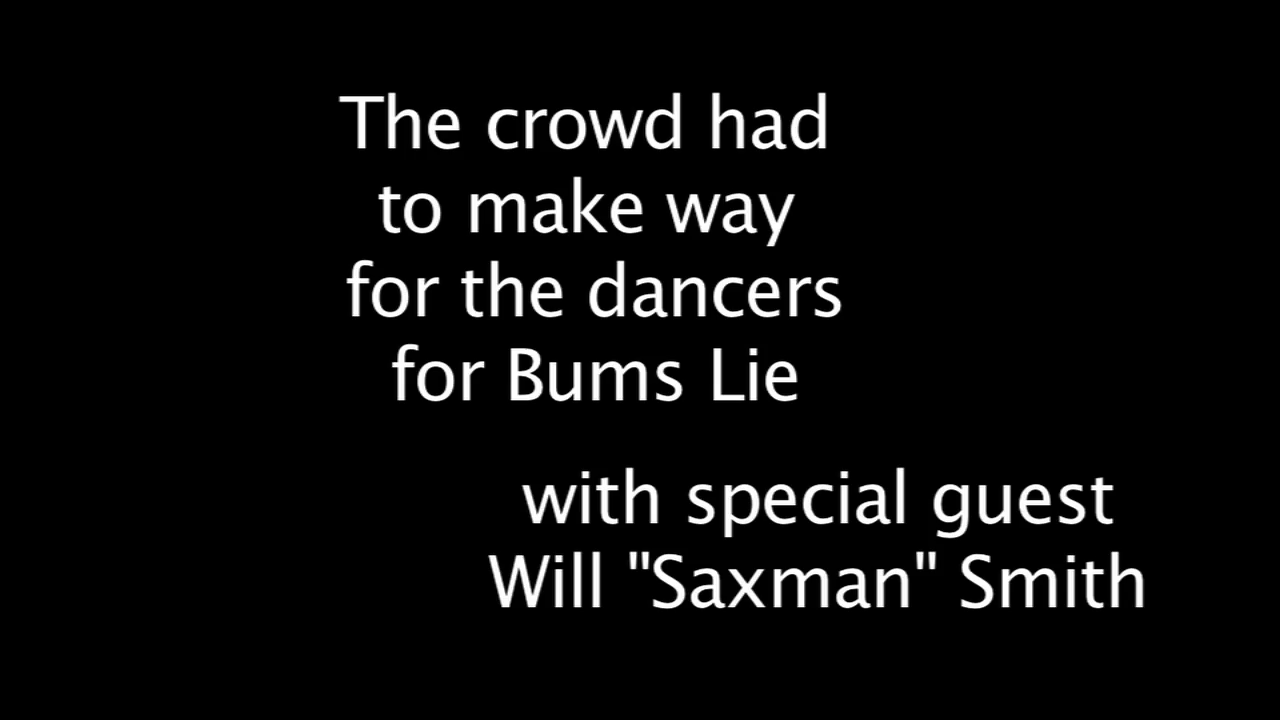 The crowd had
to make way
for the dancers
for Bums Lie
with special guest
Will "Saxman" Smith